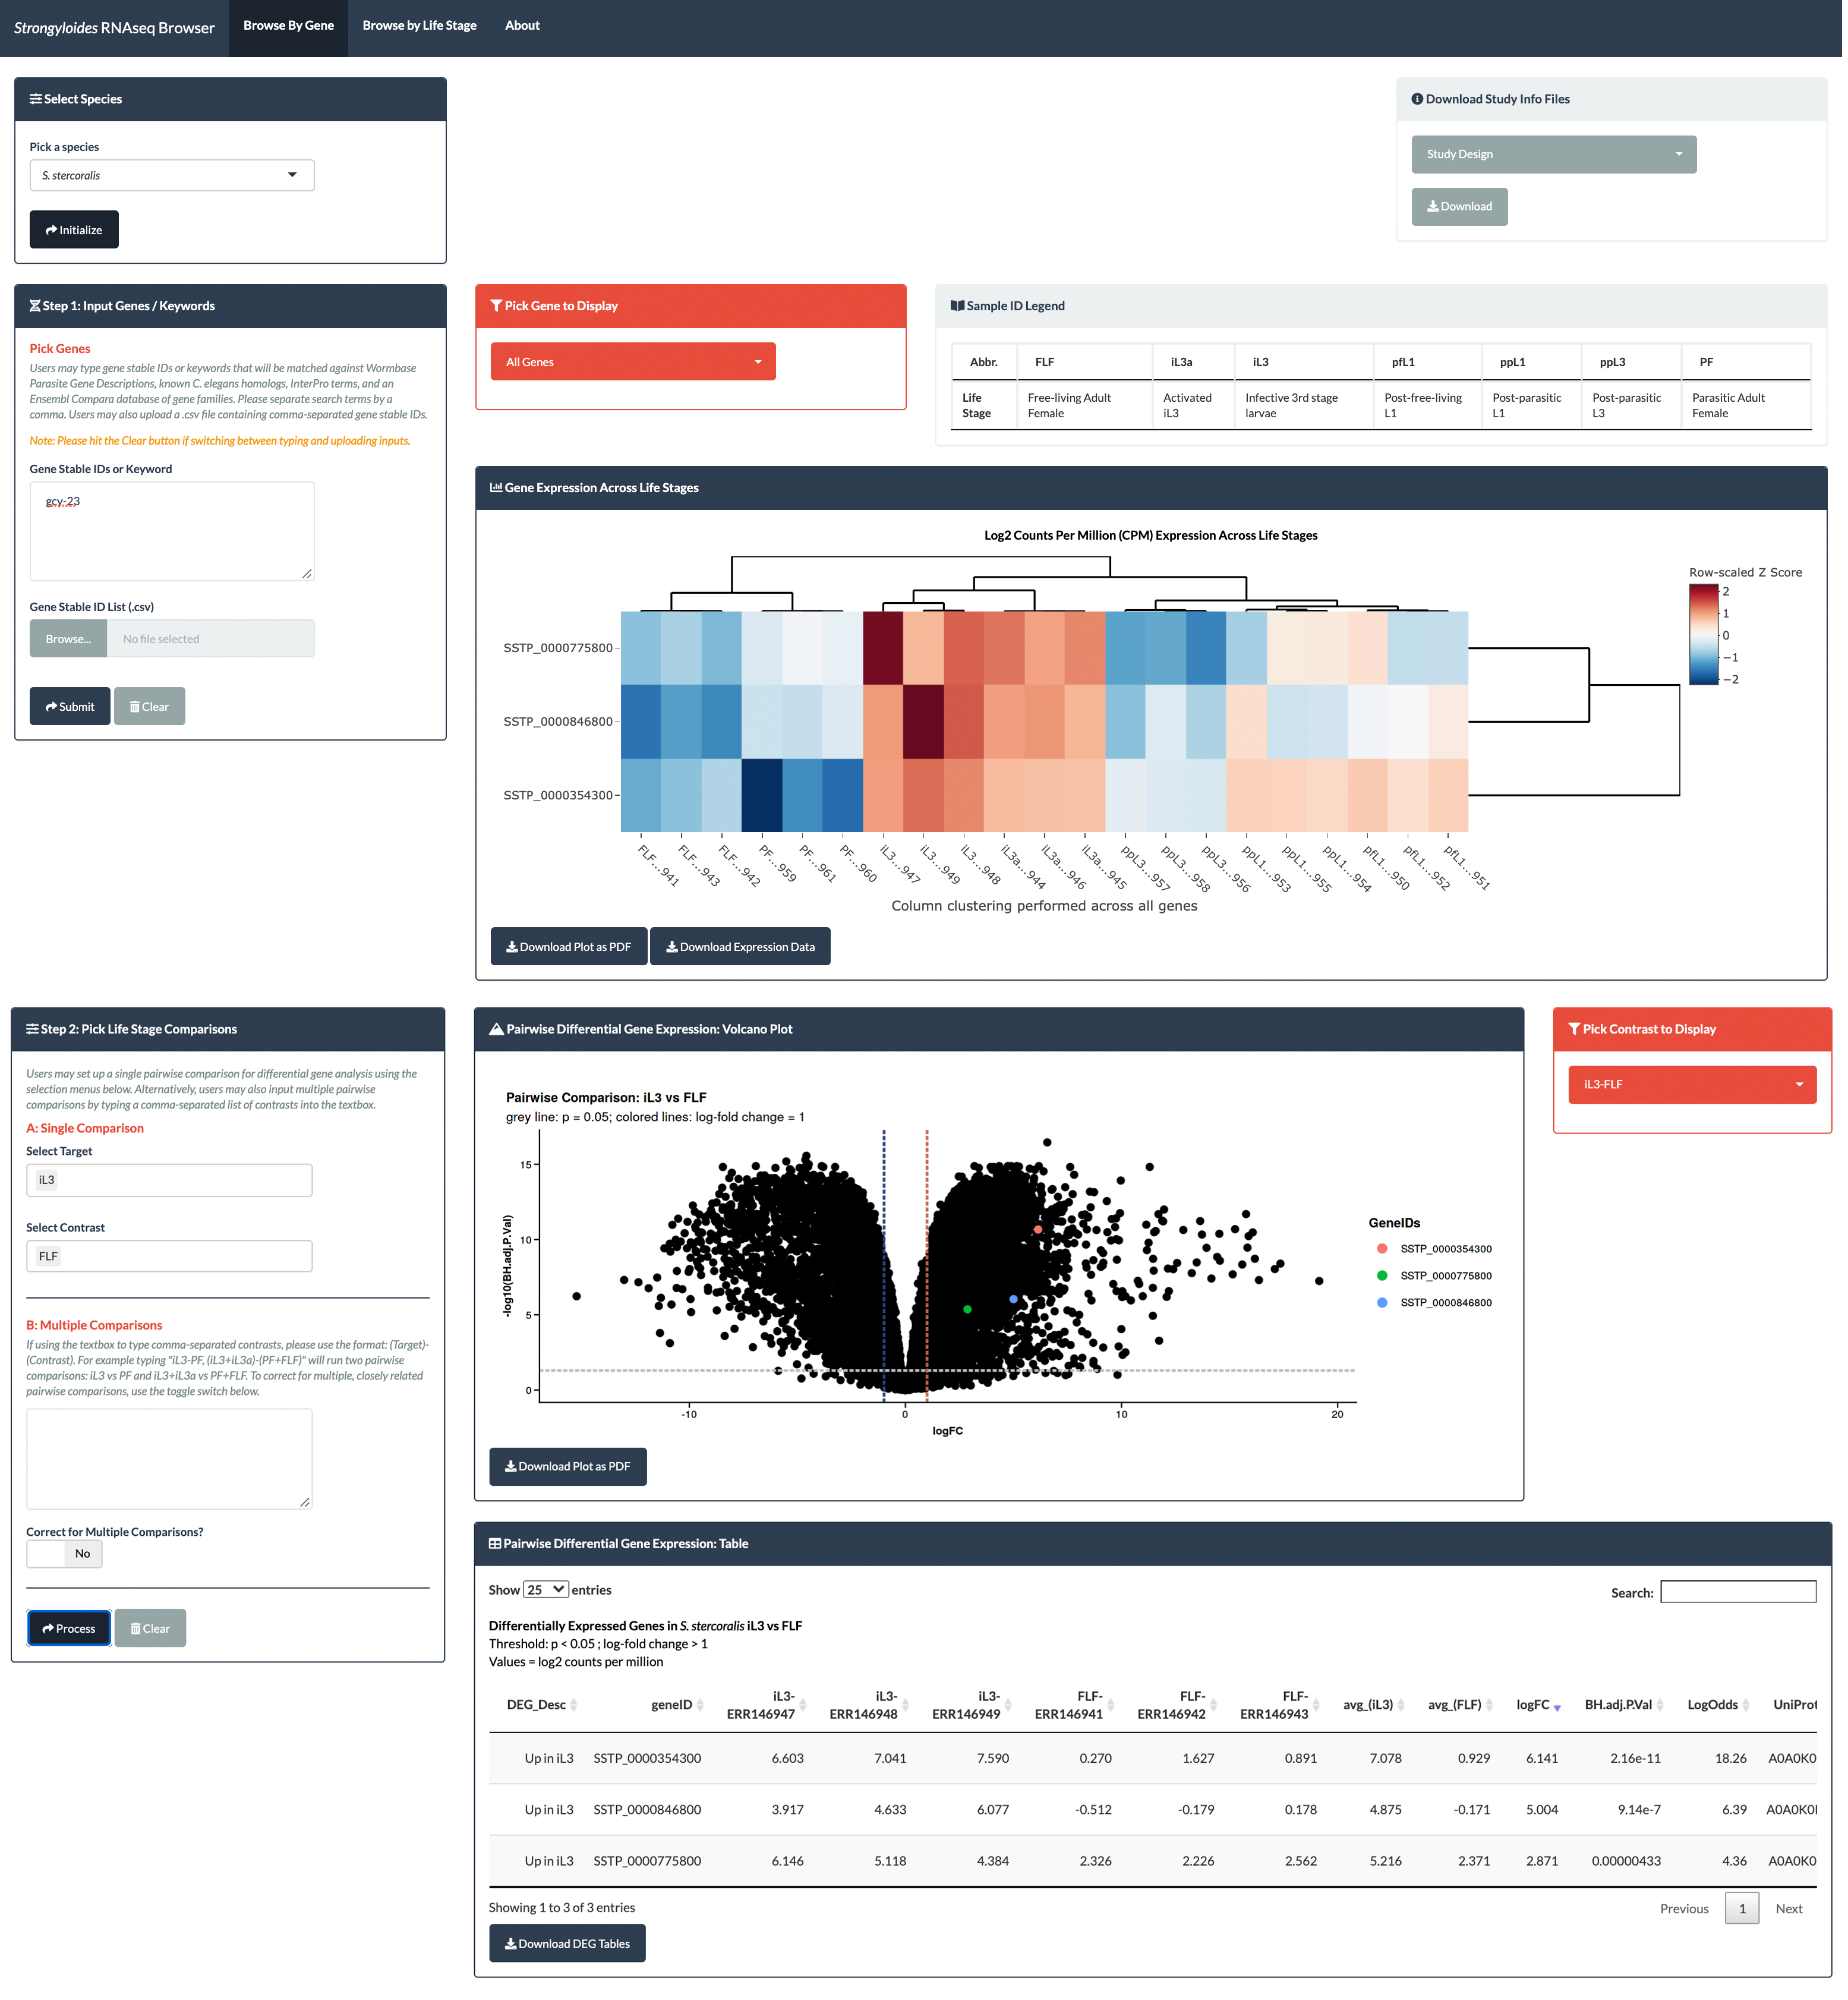 Strongyloides RNAseq Browser
Browse By Gene
Browse by Life Stage
About
Select Species
Pick a species
S. stercoralis
Initialize
Download Study Info Files
Study Design
Download
Step 1: Input Genes / Keywords
Pick Genes
Users may type gene stable IDs or keywords that will be matched against Wormbase
Parasite Gene Descriptions, known C. elegans homologs, InterPro terms, and an
Ensembl Compara database of gene families. Please separate search terms by a
comma. Users may also upload a .csv file containing comma-separated gene stable IDs.
Note: Please hit the Clear button if switching between typing and uploading inputs.
Gene Stable IDs or Keyword
gcy-23
Gene Stable ID List (.csv)
Browse... No file selected
Submit Clear
Pick Gene to Display
All Genes
Sample ID Legend
Abbr. FLF iL3a iL3 pfL1 ppL1 ppL3 PF
Life Free-living Adult Activated Infective 3rd stage Post-free-living Post-parasitic Post-parasitic Parasitic Adult
Stage Female iL3 larvae L1 L1 L3 Female
Gene Expression Across Life Stages
Log2 Counts Per Million (CPM) Expression Across Life Stages
Row-scaled Z Score
2
1
0
−1
−2
SSTP_0000775800
SSTP_0000846800
SSTP_0000354300
FLF...941
FLF...943
FLF...942
PF...959
PF...961
PF...960
iL3...947
iL3...949
iL3...948
iL3a...944
iL3a...946
iL3a...945
ppL3...957
ppL3...958
ppL3...956
ppL1...953
ppL1...955
ppL1...954
pfL1...950
pfL1...952
pfL1...951
Column clustering performed across all genes
Download Plot as PDF Download Expression Data
Step 2: Pick Life Stage Comparisons
Users may set up a single pairwise comparison for differential gene analysis using the
selection menus below. Alternatively, users may also input multiple pairwise
comparisons by typing a comma-separated list of contrasts into the textbox.
A: Single Comparison
Select Target
iL3
Select Contrast
FLF
B: Multiple Comparisons
If using the textbox to type comma-separated contrasts, please use the format: (Target)-
(Contrast). For example typing "iL3-PF, (iL3+iL3a)-(PF+FLF)" will run two pairwise
comparisons: iL3 vs PF and iL3+iL3a vs PF+FLF. To correct for multiple, closely related
pairwise comparisons, use the toggle switch below.
Correct for Multiple Comparisons?
No
Process Clear
Pairwise Differential Gene Expression: Volcano Plot
Pairwise Comparison: iL3 vs FLF
grey line: p = 0.05; colored lines: log-fold change = 1
-log10(BH.adj.P.Val)
15
10
5
0
-10 0 10 20
logFC
GeneIDs
SSTP_0000354300
SSTP_0000775800
SSTP_0000846800
Download Plot as PDF
Pick Contrast to Display
iL3-FLF
Pairwise Differential Gene Expression: Table
Show 25 entries
Search:
Differentially Expressed Genes in S. stercoralis iL3 vs FLF
Threshold: p < 0.05 ; log-fold change > 1
Values = log2 counts per million
DEG_Desc geneID iL3-ERR146947 iL3-ERR146948 iL3-ERR146949 FLF-ERR146941 FLF-ERR146942 FLF-ERR146943 avg_(iL3) avg_(FLF) logFC BH.adj.P.Val LogOdds UniProt
Up in iL3 SSTP_0000354300 6.603 7.041 7.590 0.270 1.627 0.891 7.078 0.929 6.141 2.16e-11 18.26 A0A0K0
Up in iL3 SSTP_0000846800 3.917 4.633 6.077 -0.512 -0.179 0.178 4.875 -0.171 5.004 9.14e-7 6.39 A0A0K0
Up in iL3 SSTP_0000775800 6.146 5.118 4.384 2.326 2.226 2.562 5.216 2.371 2.871 0.00000433 4.36 A0A0K0
Showing 1 to 3 of 3 entries
Previous 1 Next
Download DEG Tables